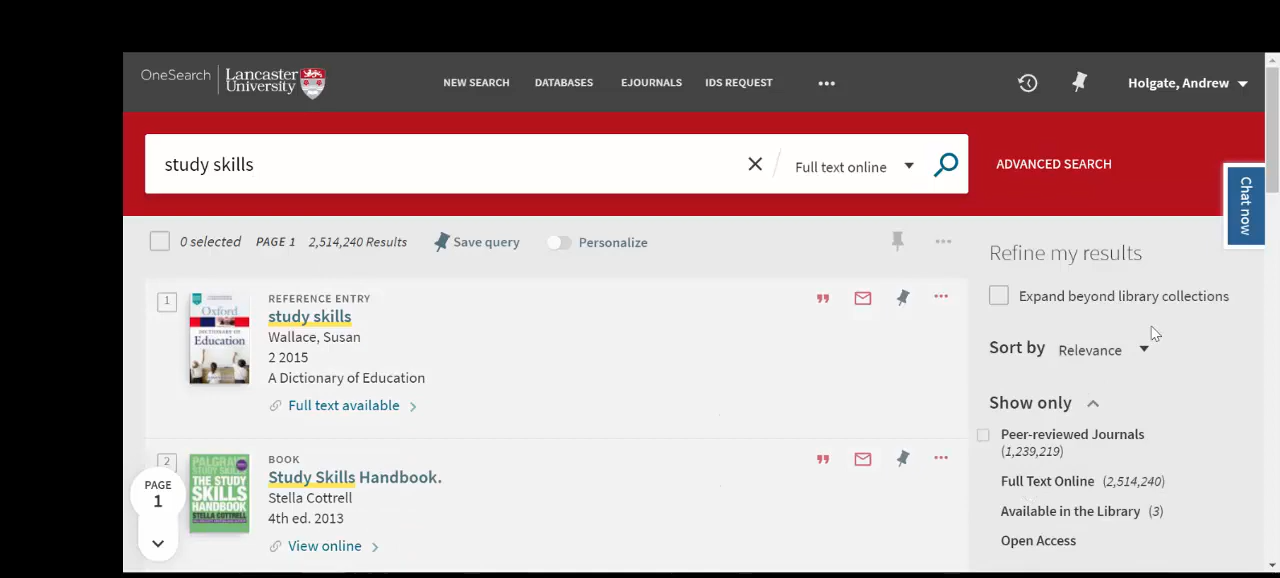 OneSearch Lancaster University NEW SEARCH DATABASES EJOURNALS IDS REQUEST ••• Holgate, Andrew
study skills Full text online ADVANCED SEARCH
Chat now
0 selected PAGE 1 2,514,240 Results Save query Personalize •••
Refine my results
Expand beyond library collections
Sort by Relevance
Show only
Peer-reviewed Journals
(1,239,219)
Full Text Online (2,514,240)
Available in the Library (3)
Open Access
1
REFERENCE ENTRY
study skills
Wallace, Susan
2 2015
A Dictionary of Education
Full text available
Oxford
DICTIONARY OF
Education
2
BOOK
Study Skills Handbook.
Stella Cottrell
4th ed. 2013
View online
PALGRAVE STUDY SKILLS
THE STUDY
SKILLS
HANDBOOK
STELLA COTTRELL
PAGE
1